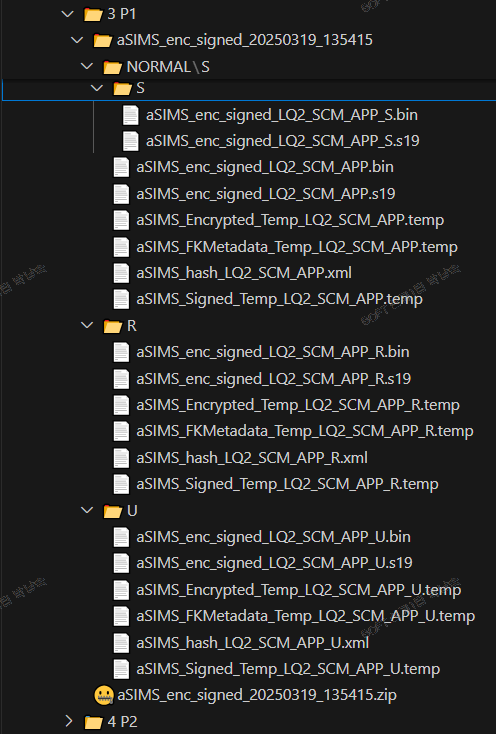 3 P1
aSIMS_enc_signed_20250319_135415
NORMAL\S
S
aSIMS_enc_signed_LQ2_SCM_APP_S.bin
aSIMS_enc_signed_LQ2_SCM_APP_S.s19
aSIMS_enc_signed_LQ2_SCM_APP.bin
aSIMS_enc_signed_LQ2_SCM_APP.s19
aSIMS_Encrypted_Temp_LQ2_SCM_APP.temp
aSIMS_FKMetadata_Temp_LQ2_SCM_APP.temp
aSIMS_hash_LQ2_SCM_APP.xml
aSIMS_Signed_Temp_LQ2_SCM_APP.temp
R
aSIMS_enc_signed_LQ2_SCM_APP_R.bin
aSIMS_enc_signed_LQ2_SCM_APP_R.s19
aSIMS_Encrypted_Temp_LQ2_SCM_APP_R.temp
aSIMS_FKMetadata_Temp_LQ2_SCM_APP_R.temp
aSIMS_hash_LQ2_SCM_APP_R.xml
aSIMS_Signed_Temp_LQ2_SCM_APP_R.temp
U
aSIMS_enc_signed_LQ2_SCM_APP_U.bin
aSIMS_enc_signed_LQ2_SCM_APP_U.s19
aSIMS_Encrypted_Temp_LQ2_SCM_APP_U.temp
aSIMS_FKMetadata_Temp_LQ2_SCM_APP_U.temp
aSIMS_hash_LQ2_SCM_APP_U.xml
aSIMS_Signed_Temp_LQ2_SCM_APP_U.temp
aSIMS_enc_signed_20250319_135415.zip
4 P2